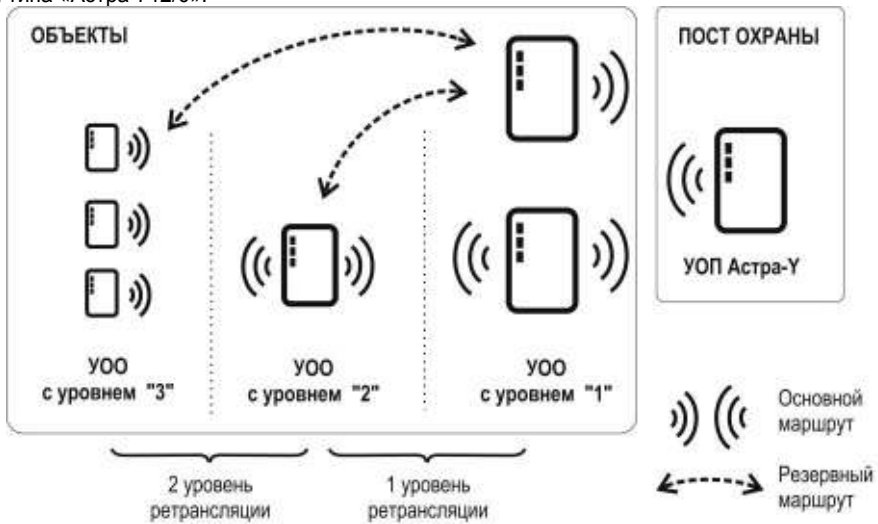 ОБЪЕКТЫ
ПОСТ ОХРАНЫ
УОП Астра-Y
УОО
с уровнем "3"
УОО
с уровнем "2"
УОО
с уровнем "1"
2 уровень
ретрансляции
1 уровень
ретрансляции
Основной
маршрут
Резервный
маршрут